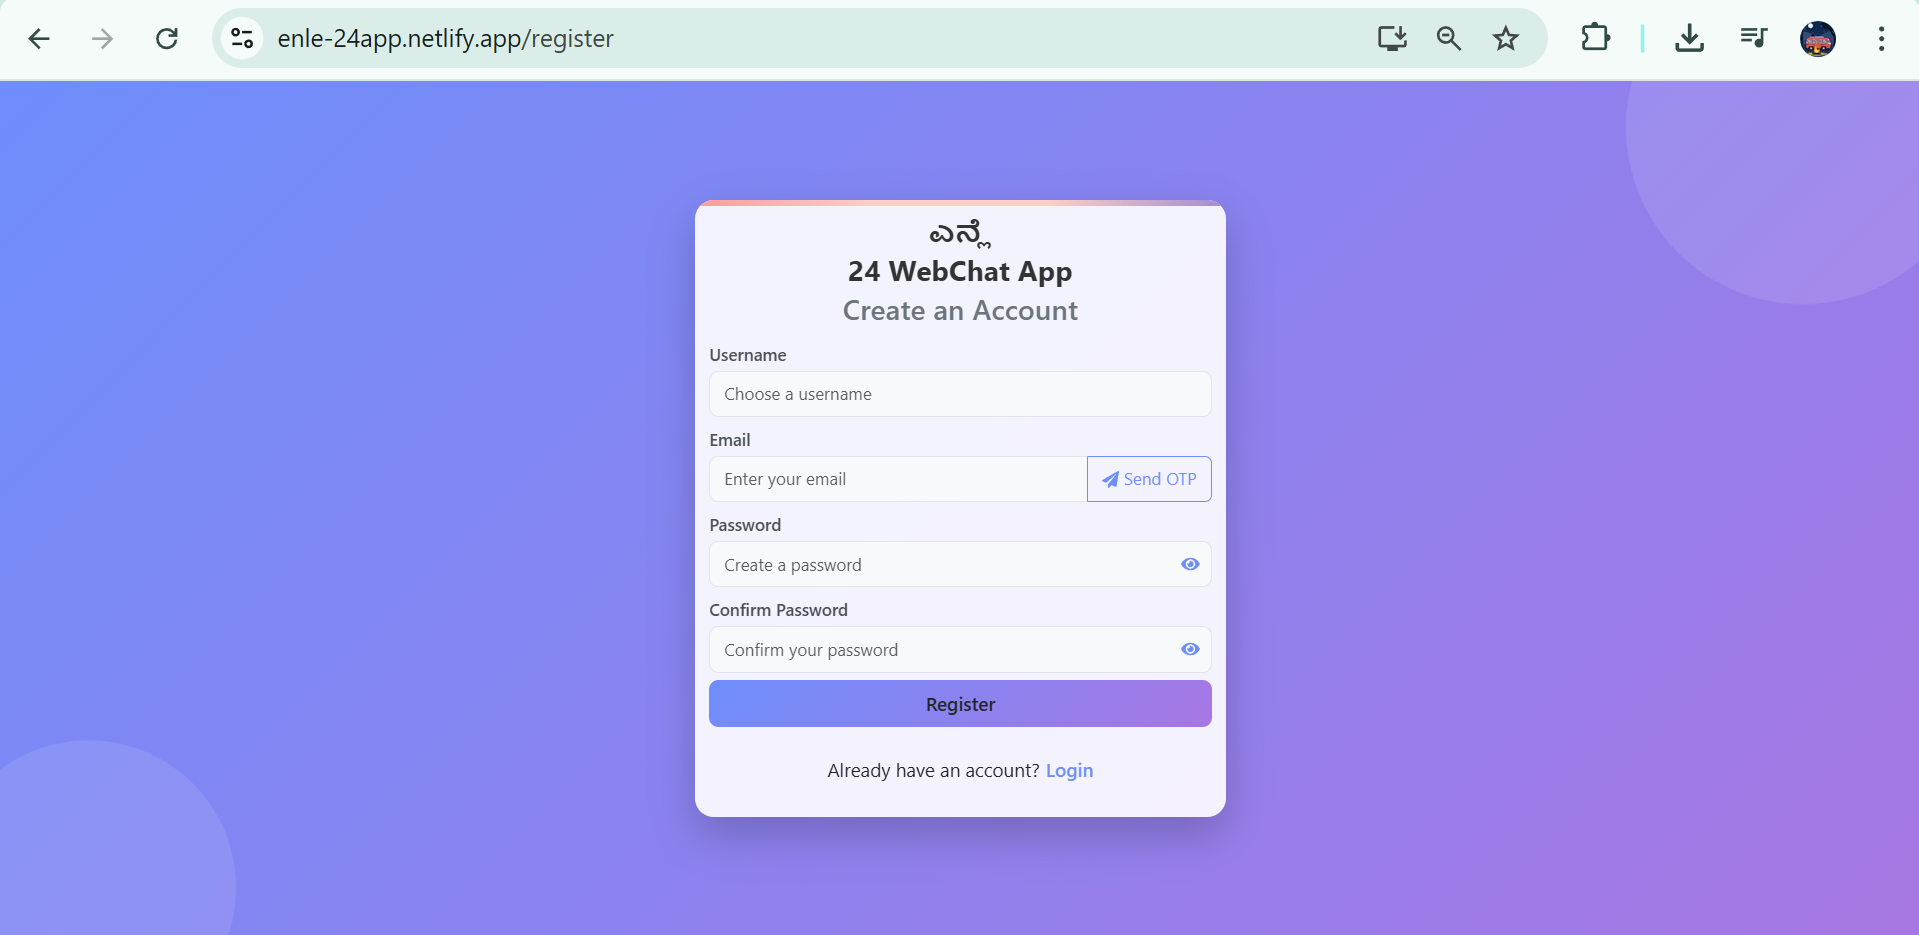 enle-24app.netlify.app/register
ಎನ್ಲೆ
24 WebChat App
Create an Account
Username
Choose a username
Email
Enter your email
Send OTP
Password
Create a password
Confirm Password
Confirm your password
Register
Already have an account? Login